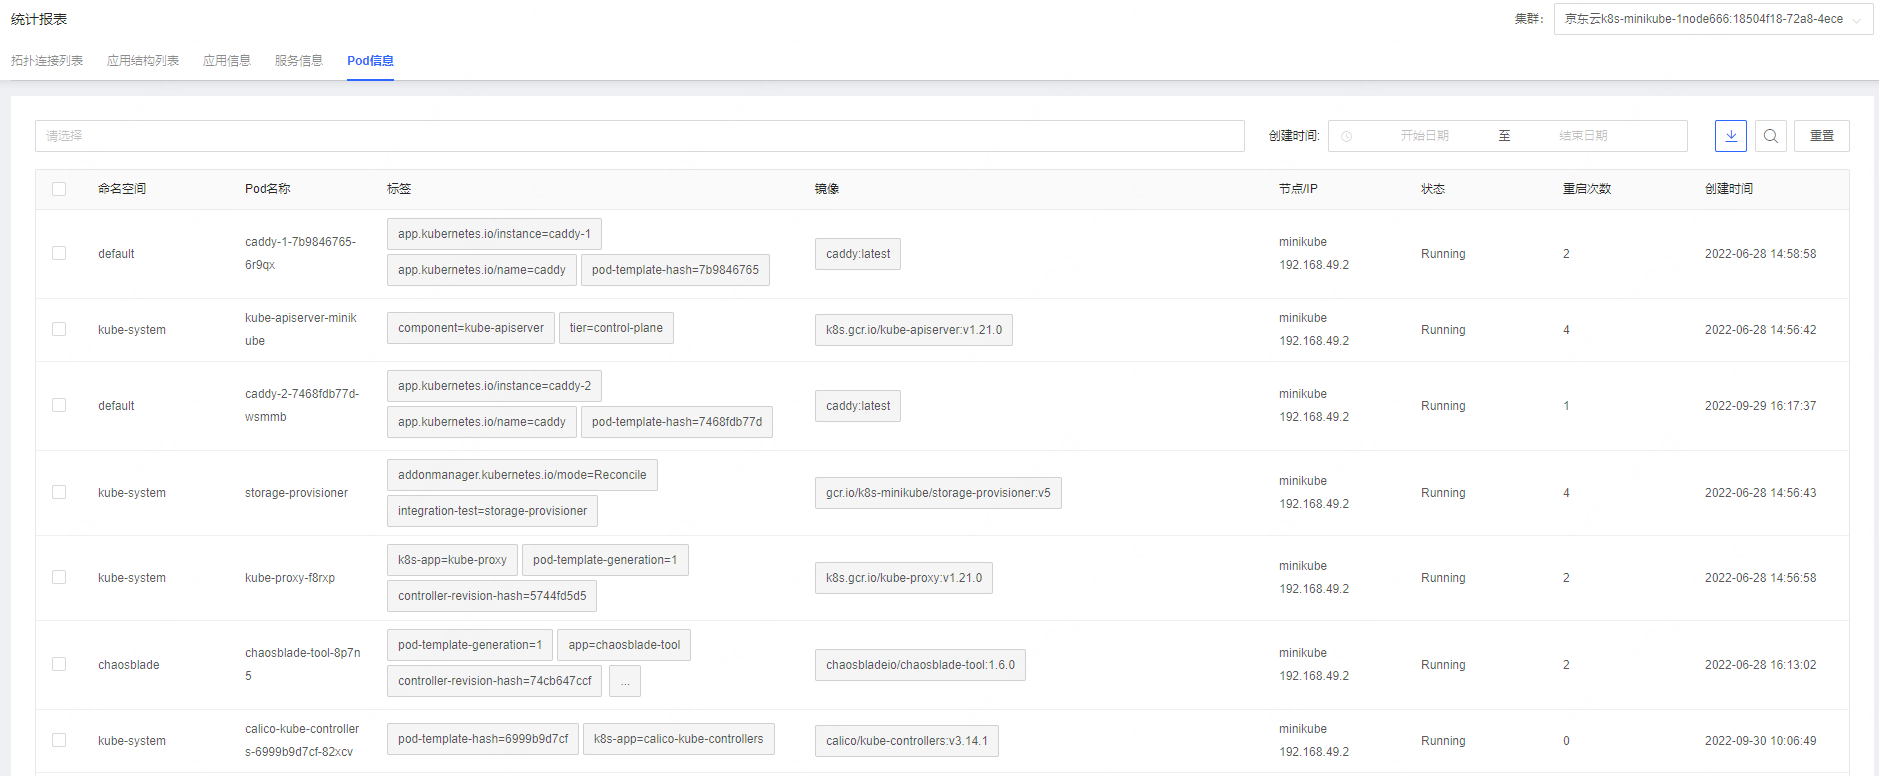 统计报表
集群: 京东云k8s-minikube-1node666:18504f18-72a8-4ece
拓扑连接列表 应用结构列表 应用信息 服务信息 Pod信息
请选择 创建时间: 开始日期 至 结束日期 重置
命名空间 Pod名称 标签 镜像 节点/IP 状态 重启次数 创建时间
default
caddy-1-7b9846765-
6r9qx
app.kubernetes.io/instance=caddy-1
app.kubernetes.io/name=caddy pod-template-hash=7b9846765
caddy:latest
minikube
192.168.49.2
Running
2
2022-06-28 14:58:58
kube-system
kube-apiserver-minik
ube
component=kube-apiserver tier=control-plane
k8s.gcr.io/kube-apiserver:v1.21.0
minikube
192.168.49.2
Running
4
2022-06-28 14:56:42
default
caddy-2-7468fdb77d-
wsmmb
app.kubernetes.io/instance=caddy-2
app.kubernetes.io/name=caddy pod-template-hash=7468fdb77d
caddy:latest
minikube
192.168.49.2
Running
1
2022-09-29 16:17:37
kube-system
storage-provisioner
addonmanager.kubernetes.io/mode=Reconcile
integration-test=storage-provisioner
gcr.io/k8s-minikube/storage-provisioner:v5
minikube
192.168.49.2
Running
4
2022-06-28 14:56:43
kube-system
kube-proxy-f8rxp
k8s-app=kube-proxy pod-template-generation=1
controller-revision-hash=5744fd5d5
k8s.gcr.io/kube-proxy:v1.21.0
minikube
192.168.49.2
Running
2
2022-06-28 14:56:58
chaosblade
chaosblade-tool-8p7n
5
pod-template-generation=1 app=chaosblade-tool
controller-revision-hash=74cb647ccf ...
chaosbladeio/chaosblade-tool:1.6.0
minikube
192.168.49.2
Running
2
2022-06-28 16:13:02
kube-system
calico-kube-controller
s-6999b9d7cf-82xcv
pod-template-hash=6999b9d7cf k8s-app=calico-kube-controllers
calico/kube-controllers:v3.14.1
minikube
192.168.49.2
Running
0
2022-09-30 10:06:49